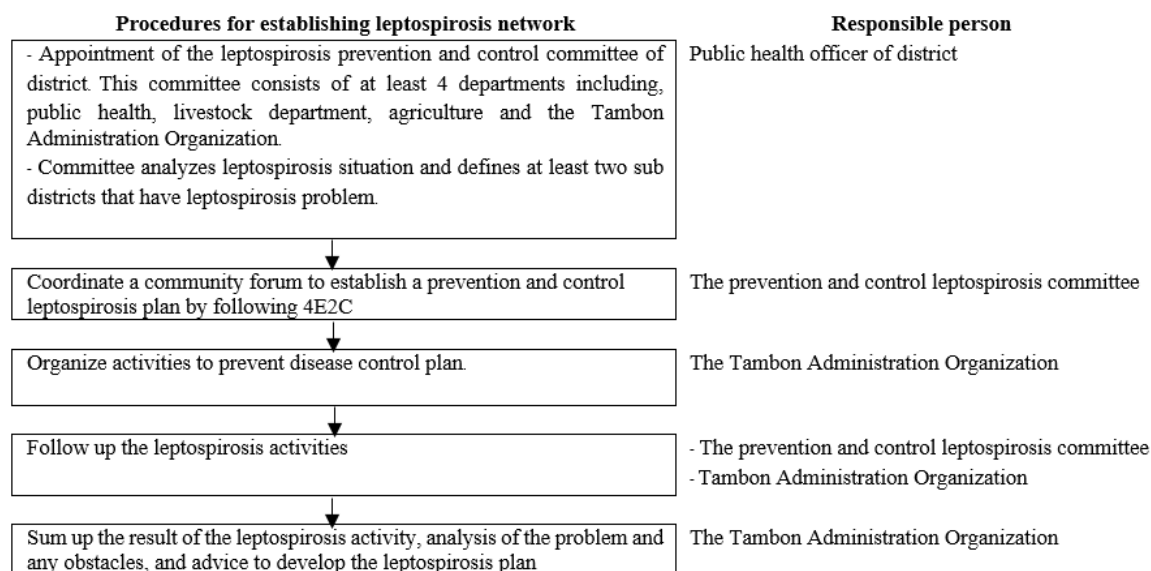 Procedures for establishing leptospirosis network
Responsible person
- Appointment of the leptospirosis prevention and control committee of
district. This committee consists of at least 4 departments including,
public health, livestock department, agriculture and the Tambon
Administration Organization.
- Committee analyzes leptospirosis situation and defines at least two sub
districts that have leptospirosis problem.
Public health officer of district
Coordinate a community forum to establish a prevention and control
leptospirosis plan by following 4E2C
The prevention and control leptospirosis committee
Organize activities to prevent disease control plan.
The Tambon Administration Organization
Follow up the leptospirosis activities
- The prevention and control leptospirosis committee
- Tambon Administration Organization
Sum up the result of the leptospirosis activity, analysis of the problem and
any obstacles, and advice to develop the leptospirosis plan
The Tambon Administration Organization